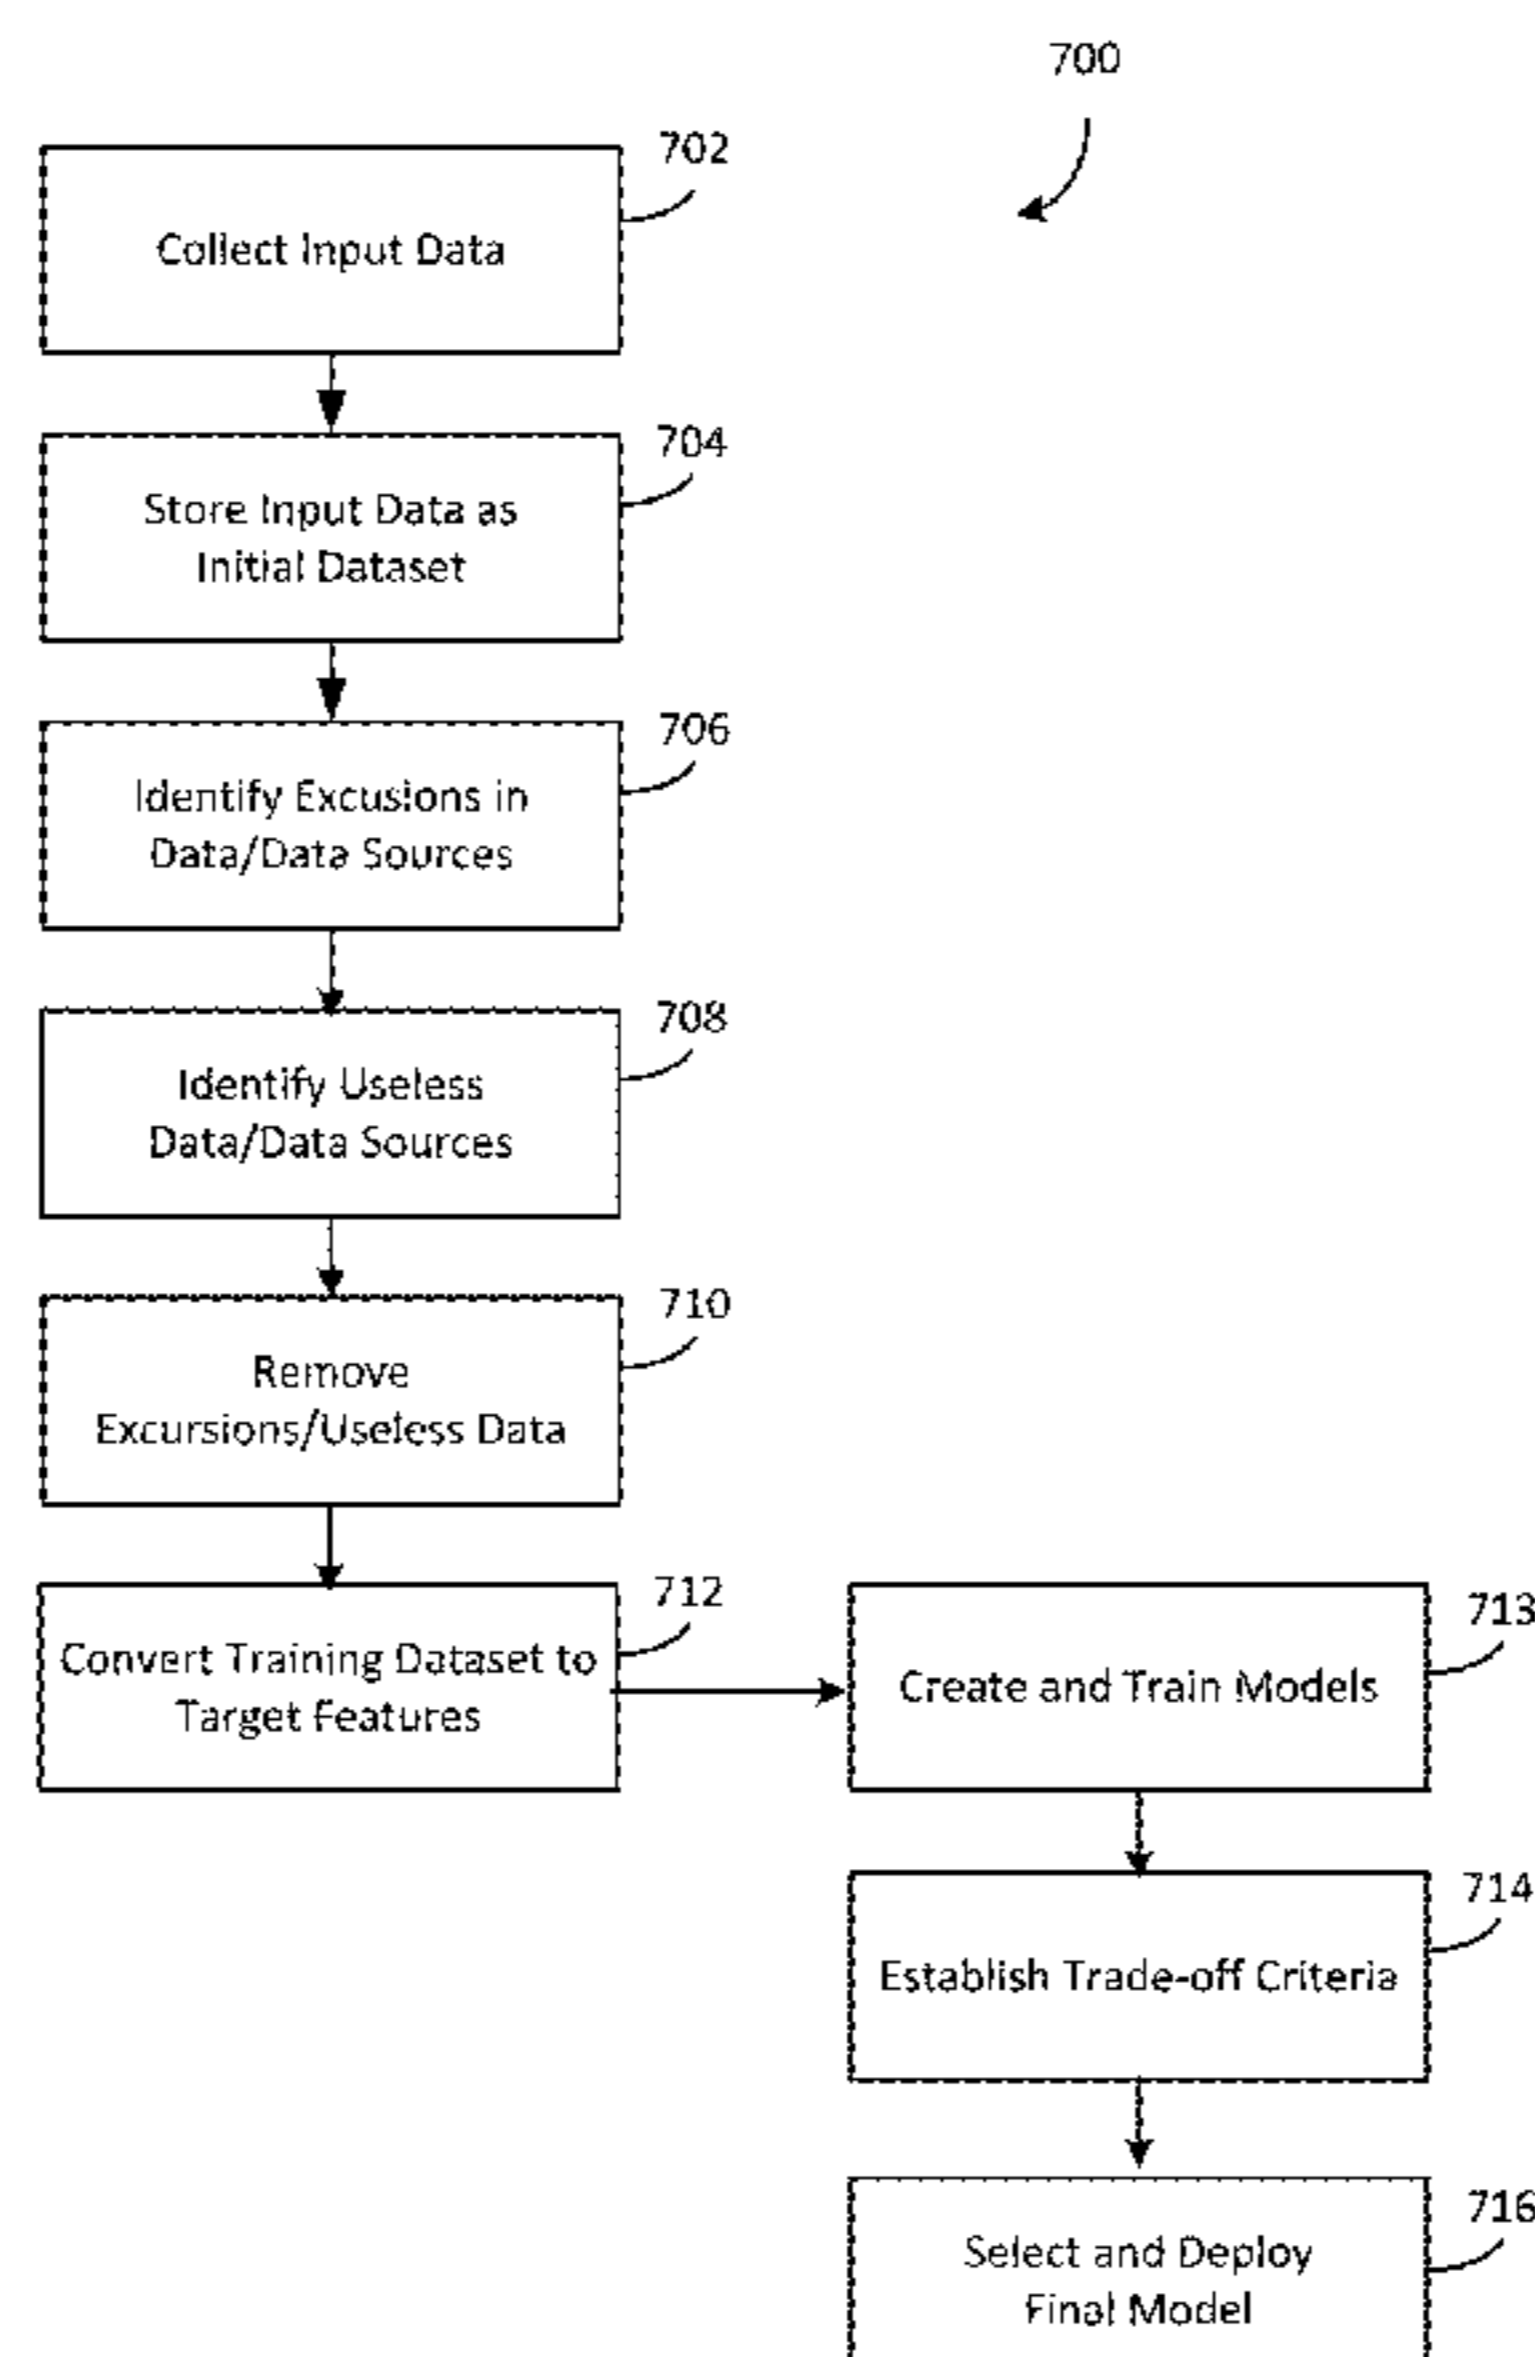 700
702
Collect Input Data
704
Store Input Data as
Initial Dataset
706
Identify Excusions in
Data/Data Sources
708
Identify Useless
Data/Data Sources
710
Remove
Excursions/Useless Data
712
Convert Training Dataset to
Target Features
713
Create and Train Models
714
Establish Trade-off Criteria
716
Select and Deploy
Final Model